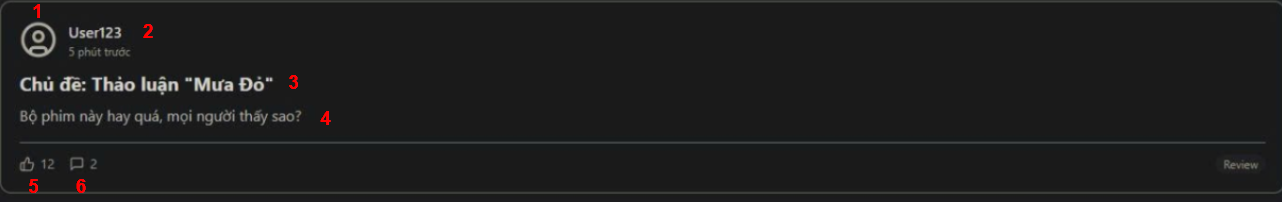 1
User123 2
5 phút trước
Chủ đề: Thảo luận "Mưa Đỏ" 3
Bộ phim này hay quá, mọi người thấy sao? 4
12 2 Review
5 6